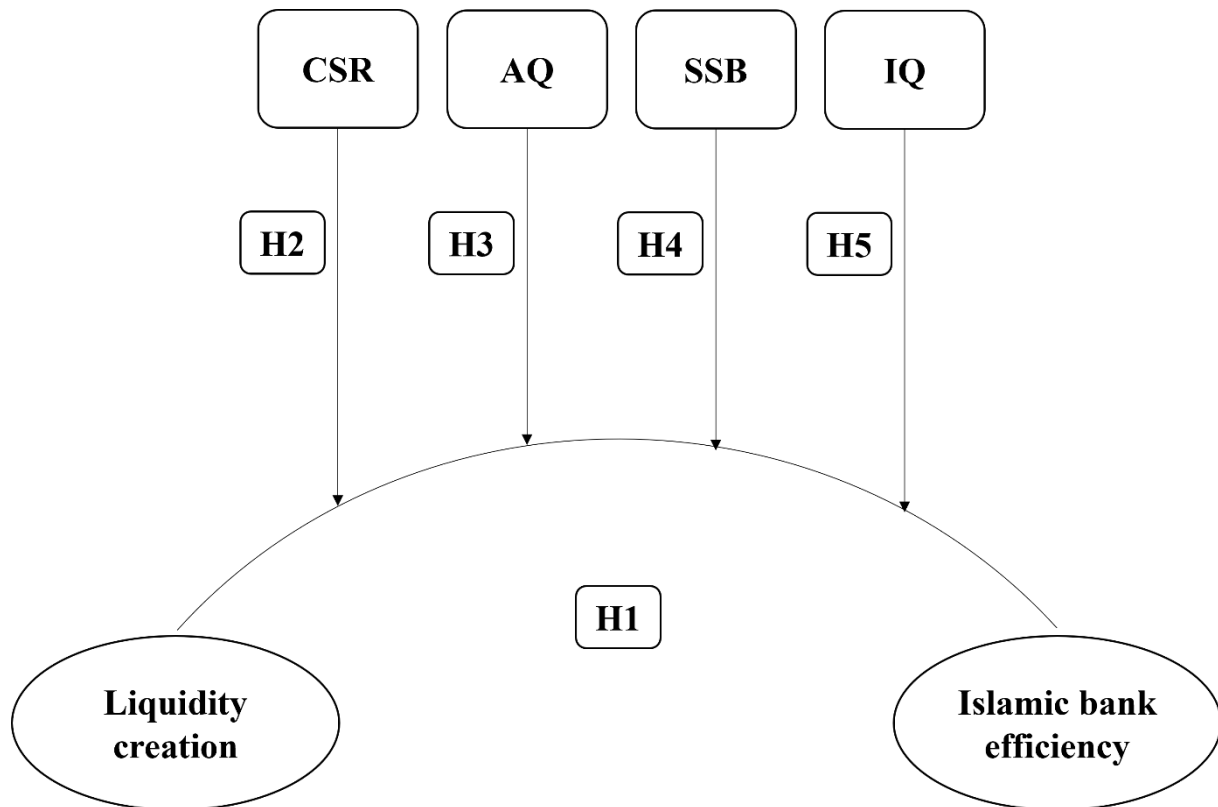 CSR
AQ
SSB
IQ
H2
H3
H4
H5
H1
Liquidity
creation
Islamic bank
efficiency